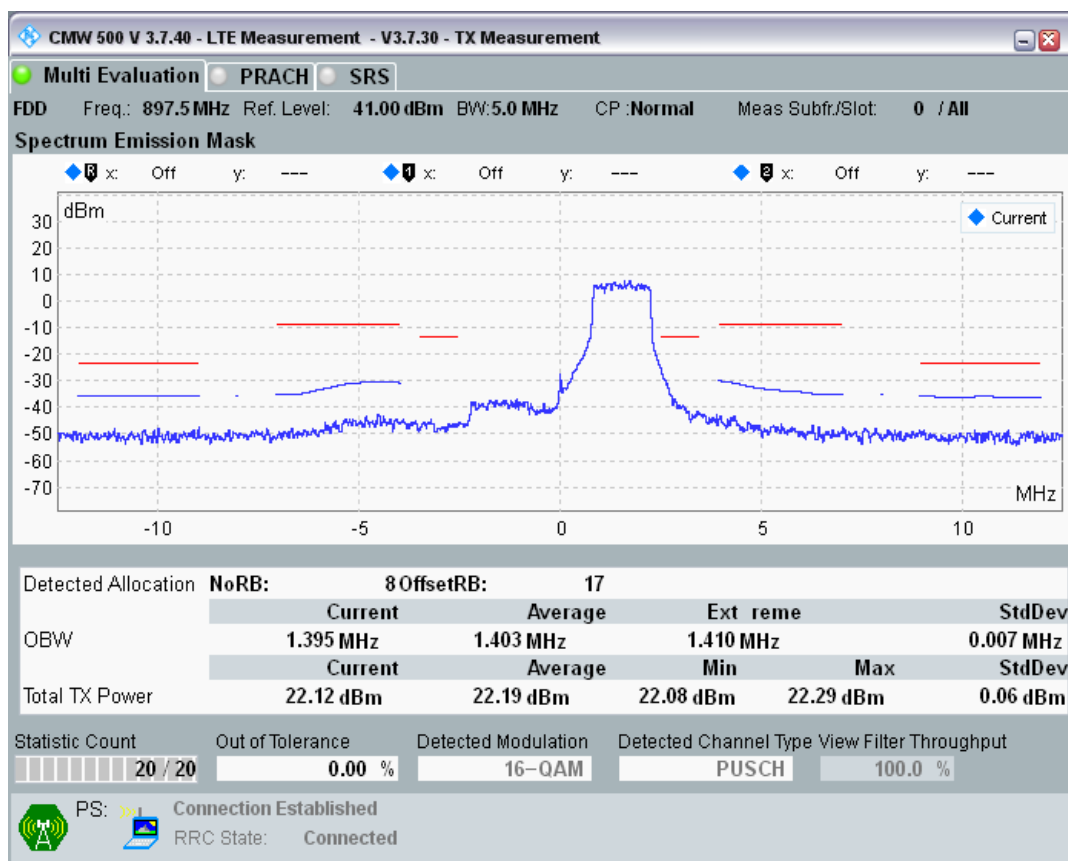 CMW 500 V 3.7.40 - LTE Measurement - V3.7.30 - TX Measurement
Multi Evaluation PRACH SRS
FDD Freq.: 897.5 MHz Ref. Level: 41.00 dBm BW:5.0 MHz CP :Normal Meas Subfr./Slot: 0 / All
Spectrum Emission Mask
R x: Off y: --- 1 x: Off y: --- 2 x: Off y: ---
dBm
Current
30
20
10
0
-10
-20
-30
-40
-50
-60
-70
MHz
-10 -5 0 5 10
Detected Allocation NoRB: 8 OffsetRB: 17
Current Average Ext reme StdDev
OBW 1.395 MHz 1.403 MHz 1.410 MHz 0.007 MHz
Current Average Min Max StdDev
Total TX Power 22.12 dBm 22.19 dBm 22.08 dBm 22.29 dBm 0.06 dBm
Statistic Count Out of Tolerance Detected Modulation Detected Channel Type View Filter Throughput
20 / 20 0.00 % 16-QAM PUSCH 100.0 %
PS: Connection Established
RRC State: Connected